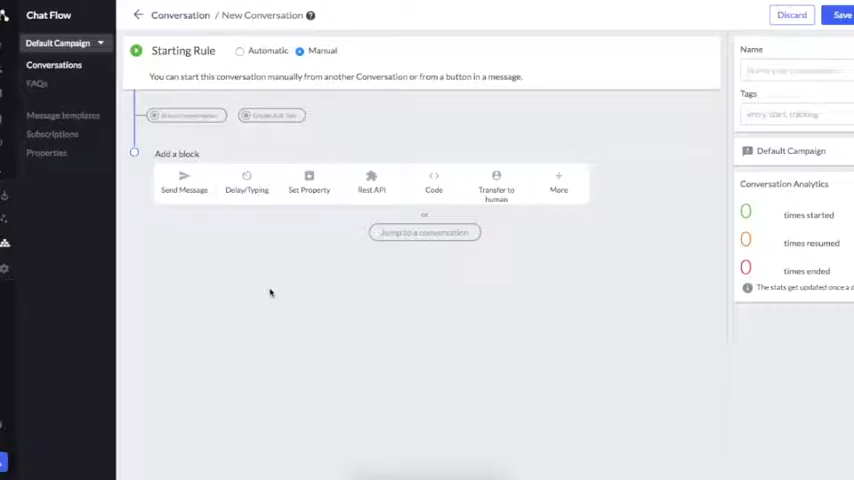 Chat Flow
Conversation / New Conversation
Discard
Save
Default Campaign
Starting Rule
Automatic
Manual
Name
Conversations
You can start this conversation manually from another Conversation or from a button in a message.
FAQs
Tags
Message templates
entry, start, tracking
Subscriptions
Add a block
Default Campaign
Properties
Send Message
Delay/Typing
Set Property
Rest API
Code
Transfer to human
More
Conversation Analytics
0 times started
or
Jump to a conversation
0 times resumed
0 times ended
The stats get updated once a